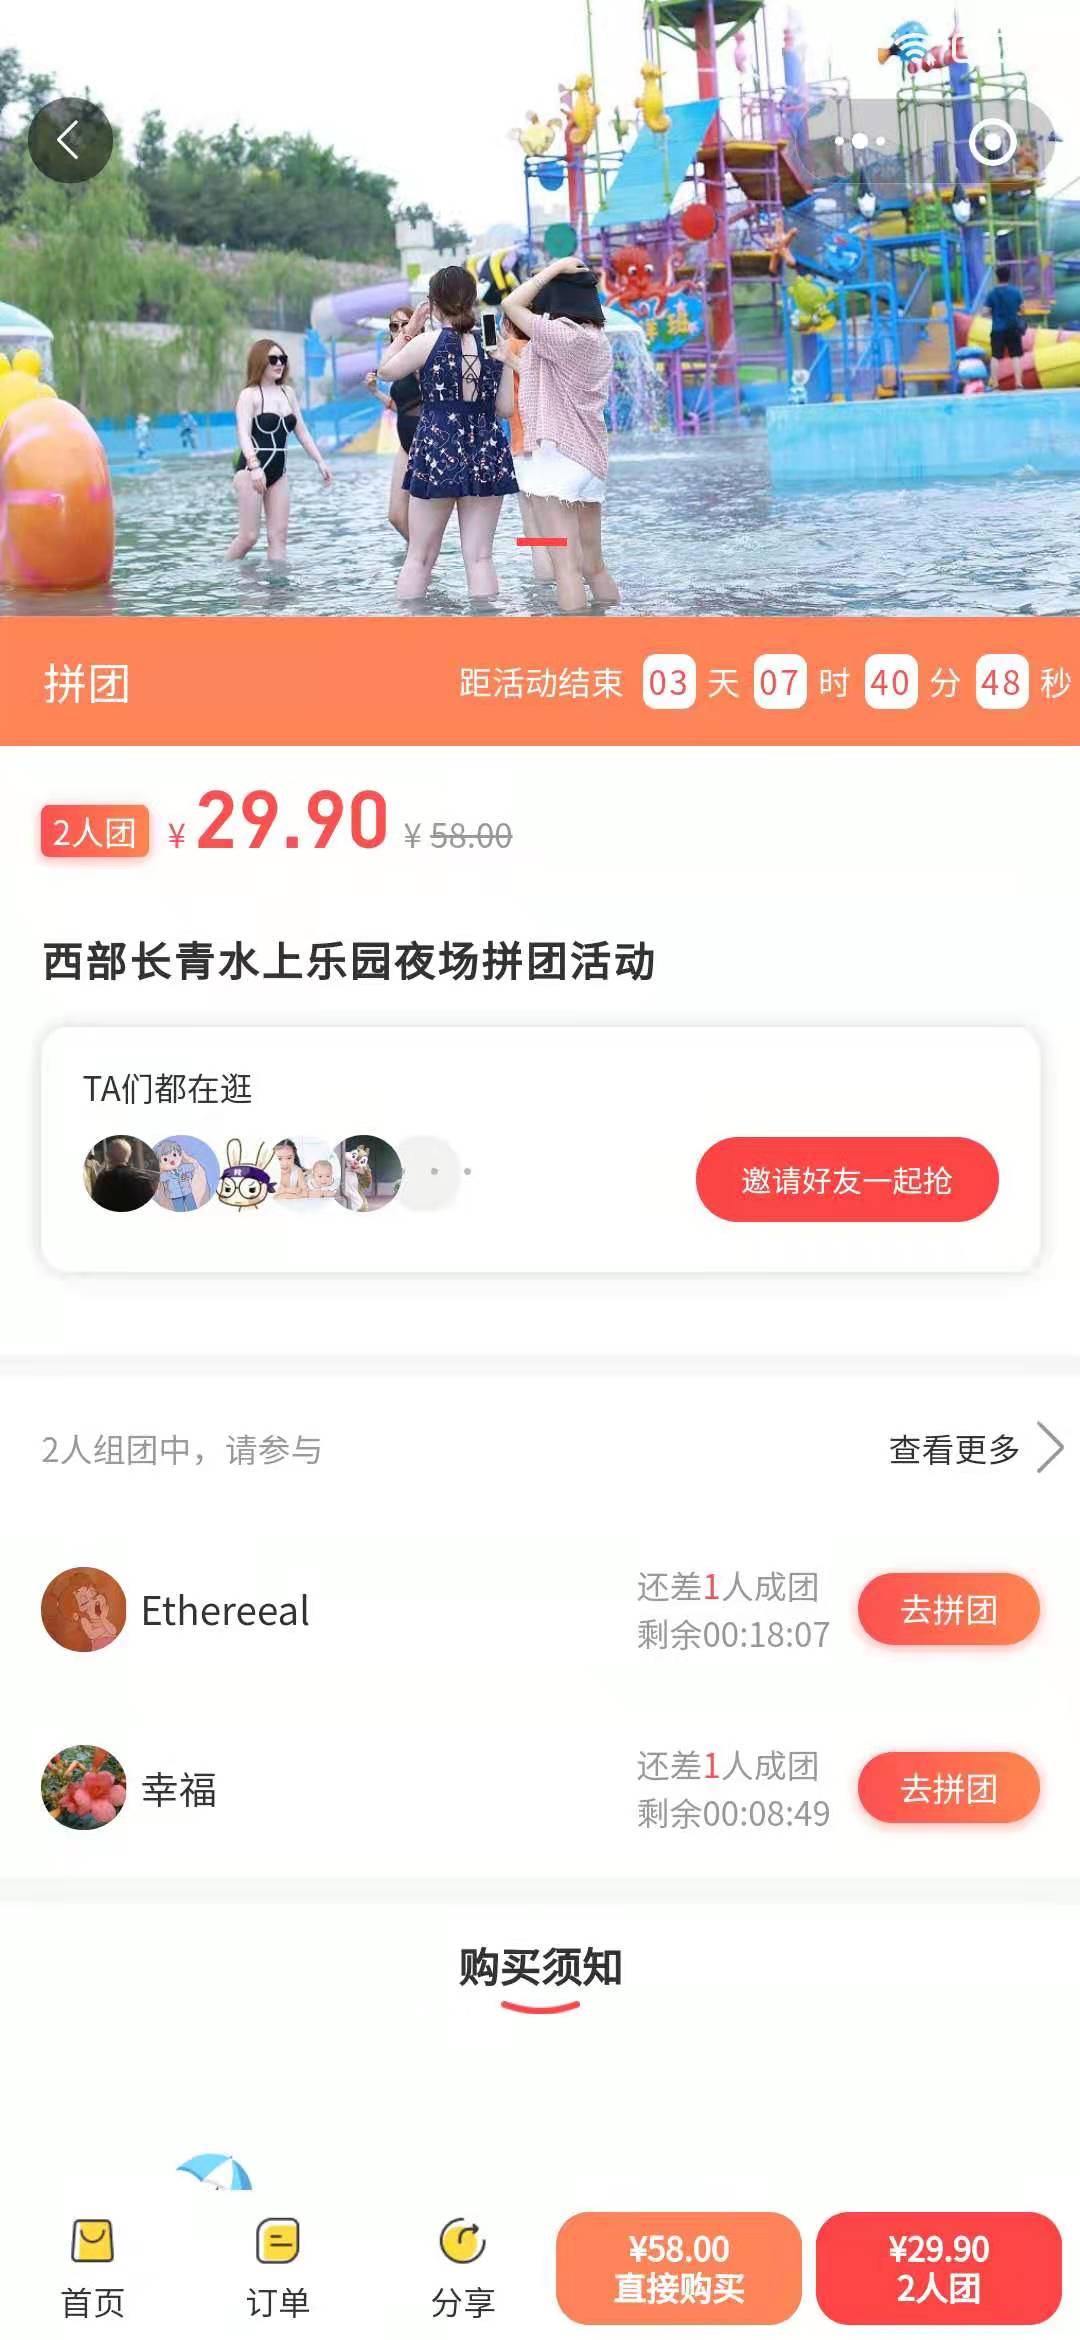 拼团
距活动结束 03 天 07 时 40 分 48 秒
2人团 ¥29.90 ¥58.00
西部长青水上乐园夜场拼团活动
TA们都在逛
邀请好友一起抢
2人组团中，请参与
查看更多
Ethereeal
还差1人成团
剩余00:18:07
去拼团
幸福
还差1人成团
剩余00:08:49
去拼团
购买须知
首页
订单
分享
¥58.00
直接购买
¥29.90
2人团